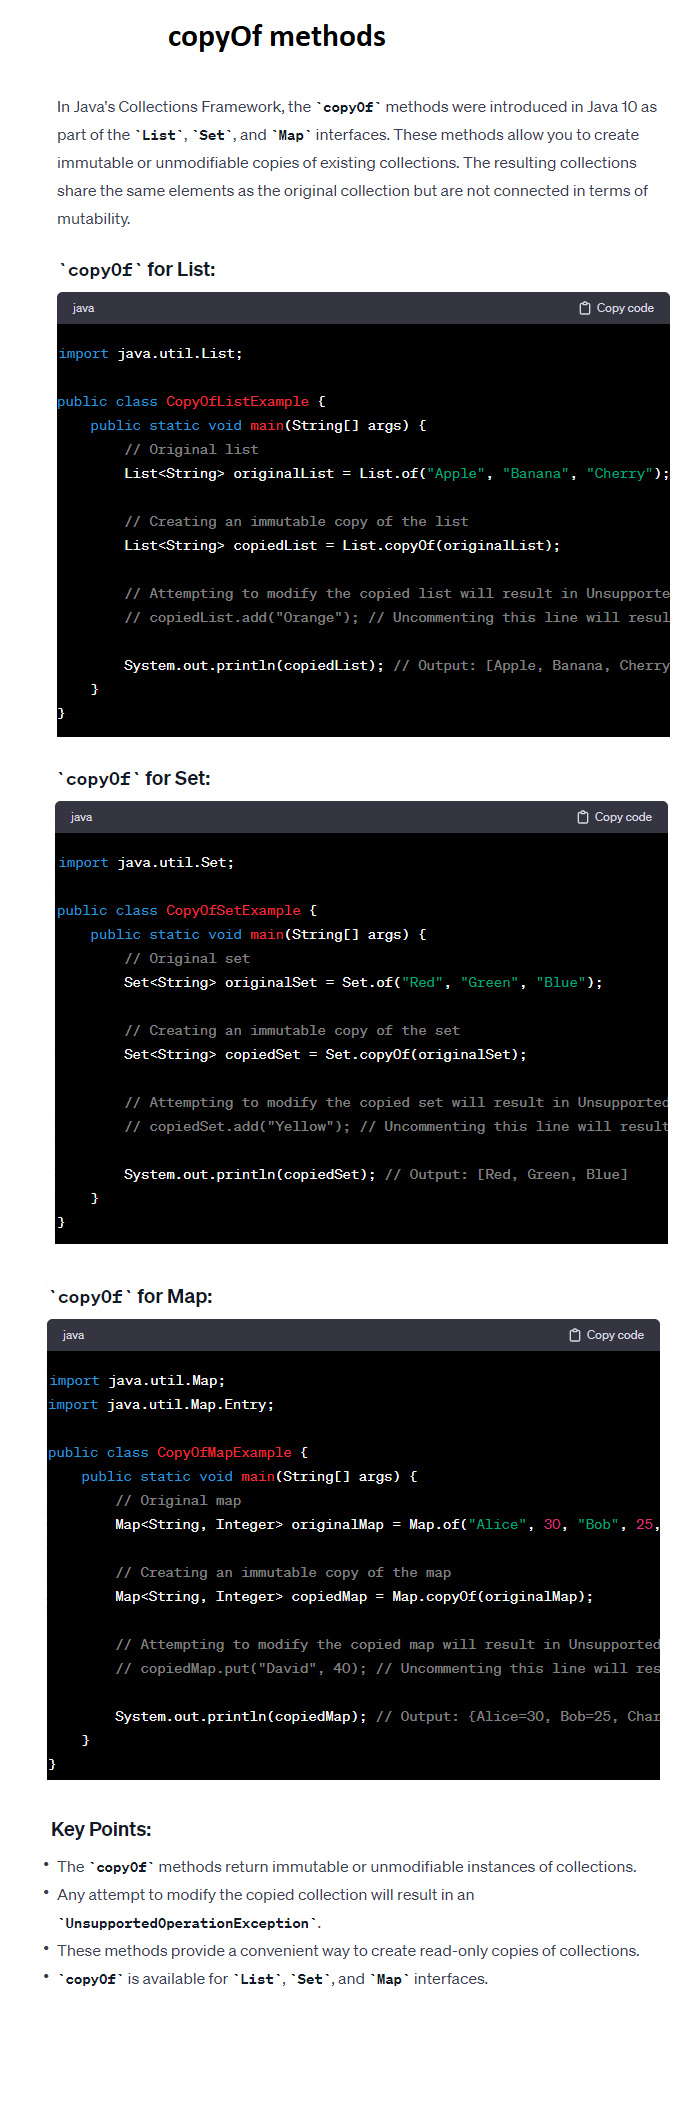 copyOf methods
In Java's Collections Framework, the `copyOf` methods were introduced in Java 10 as
part of the `List`, `Set`, and `Map` interfaces. These methods allow you to create
immutable or unmodifiable copies of existing collections. The resulting collections
share the same elements as the original collection but are not connected in terms of
mutability.
`copyOf` for List:
java Copy code
import java.util.List;
public class CopyOfListExample {
    public static void main(String[] args) {
        // Original list
        List<String> originalList = List.of("Apple", "Banana", "Cherry");
        // Creating an immutable copy of the list
        List<String> copiedList = List.copyOf(originalList);
        // Attempting to modify the copied list will result in Unsupporte
        // copiedList.add("Orange"); // Uncommenting this line will resul
        System.out.println(copiedList); // Output: [Apple, Banana, Cherry
    }
}
`copyOf` for Set:
java Copy code
import java.util.Set;
public class CopyOfSetExample {
    public static void main(String[] args) {
        // Original set
        Set<String> originalSet = Set.of("Red", "Green", "Blue");
        // Creating an immutable copy of the set
        Set<String> copiedSet = Set.copyOf(originalSet);
        // Attempting to modify the copied set will result in Unsupported
        // copiedSet.add("Yellow"); // Uncommenting this line will result
        System.out.println(copiedSet); // Output: [Red, Green, Blue]
    }
}
`copyOf` for Map:
java Copy code
import java.util.Map;
import java.util.Map.Entry;
public class CopyOfMapExample {
    public static void main(String[] args) {
        // Original map
        Map<String, Integer> originalMap = Map.of("Alice", 30, "Bob", 25,
        // Creating an immutable copy of the map
        Map<String, Integer> copiedMap = Map.copyOf(originalMap);
        // Attempting to modify the copied map will result in Unsupported
        // copiedMap.put("David", 40); // Uncommenting this line will res
        System.out.println(copiedMap); // Output: {Alice=30, Bob=25, Char
    }
}
Key Points:
• The `copyOf` methods return immutable or unmodifiable instances of collections.
• Any attempt to modify the copied collection will result in an
`UnsupportedOperationException`.
• These methods provide a convenient way to create read-only copies of collections.
• `copyOf` is available for `List`, `Set`, and `Map` interfaces.